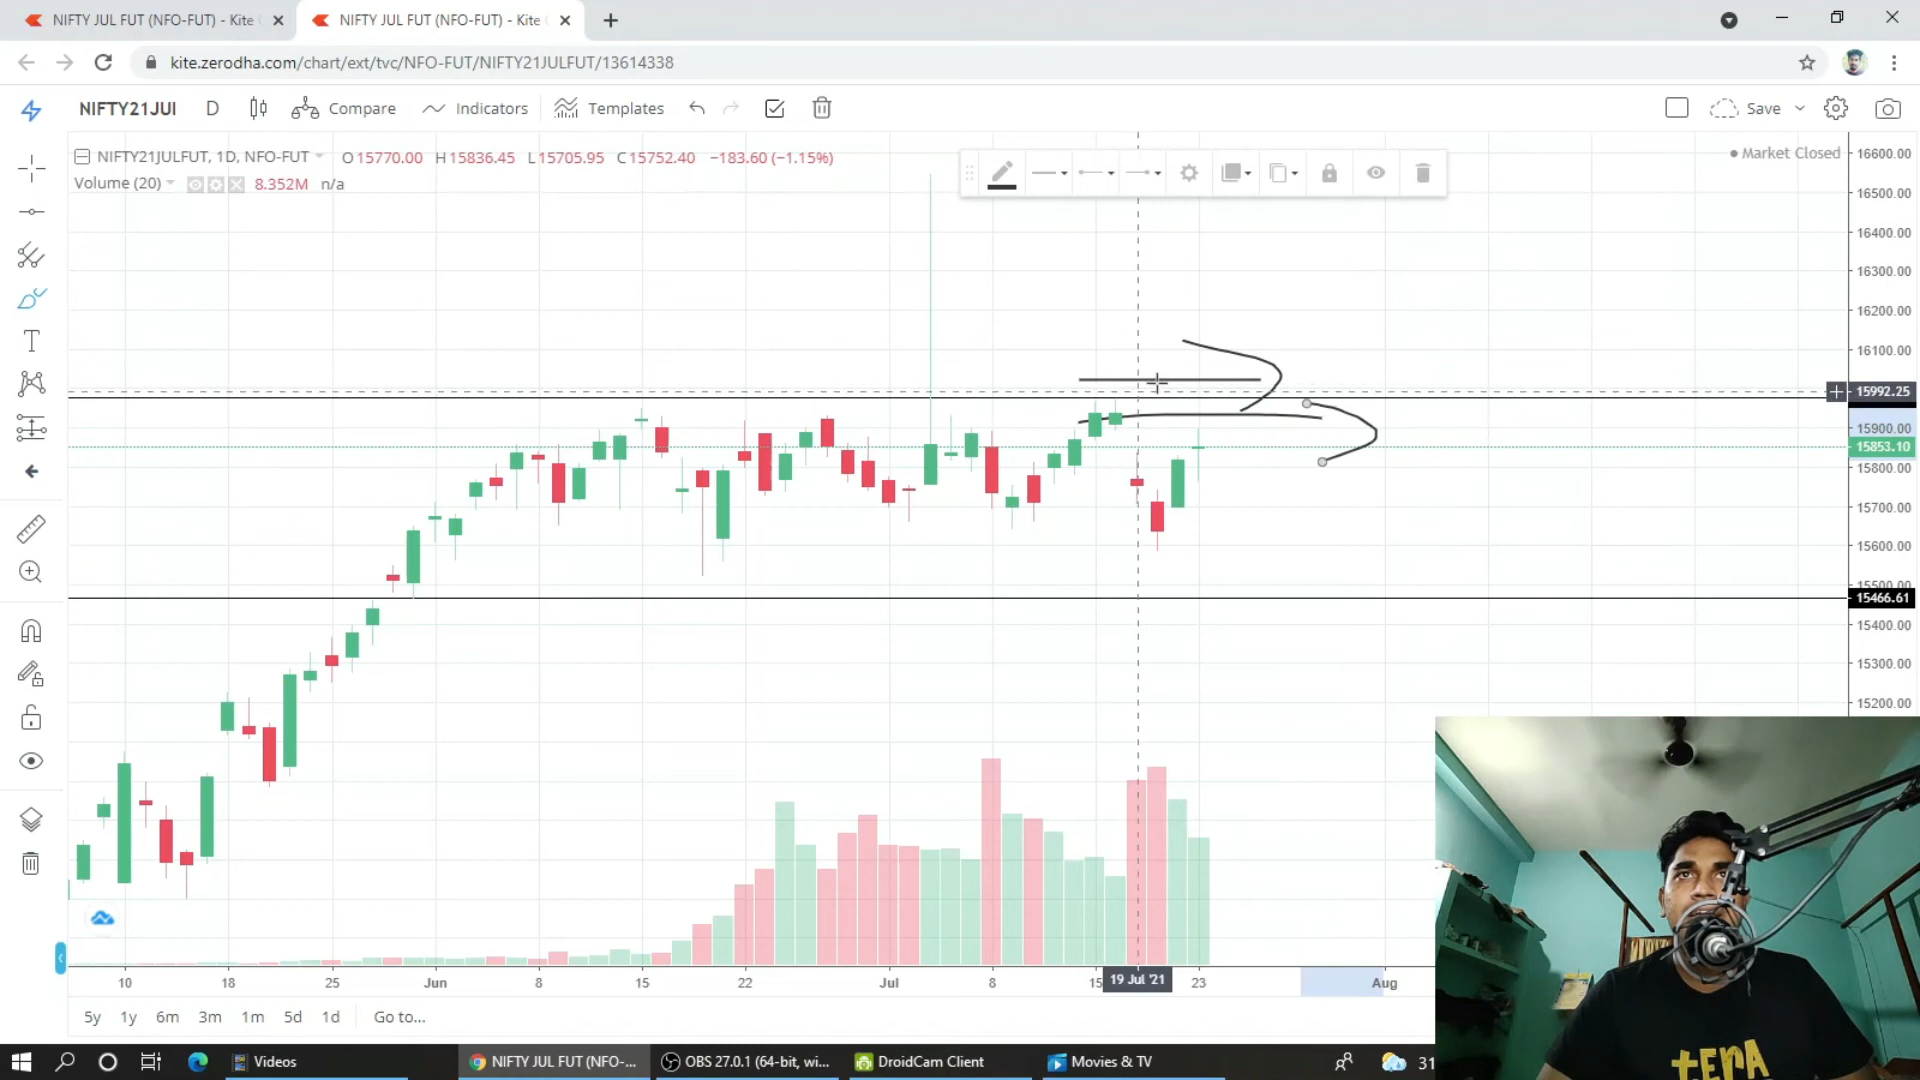 NIFTY JUL FUT (NFO-FUT) - Kite
NIFTY JUL FUT (NFO-FUT) - Kite
kite.zerodha.com/chart/ext/tvc/NFO-FUT/NIFTY21JULFUT/13614338
NIFTY21JUI D Compare Indicators Templates Save
NIFTY21JULFUT, 1D, NFO-FUT O15770.00 H15836.45 L15705.95 C15752.40 −183.60 (−1.15%)
Volume (20) 8.352M n/a
Market Closed
16600.00
16500.00
16400.00
16300.00
16200.00
16100.00
15992.25
15900.00
15853.10
15800.00
15700.00
15600.00
15500.00
15466.61
15400.00
15300.00
15200.00
10 18 25 Jun 8 15 22 Jul 8 15 19 Jul '21 23 Aug
5y 1y 6m 3m 1m 5d 1d Go to...
Videos
NIFTY JUL FUT (NFO-...
OBS 27.0.1 (64-bit, wi...
DroidCam Client
Movies & TV
31
TERA